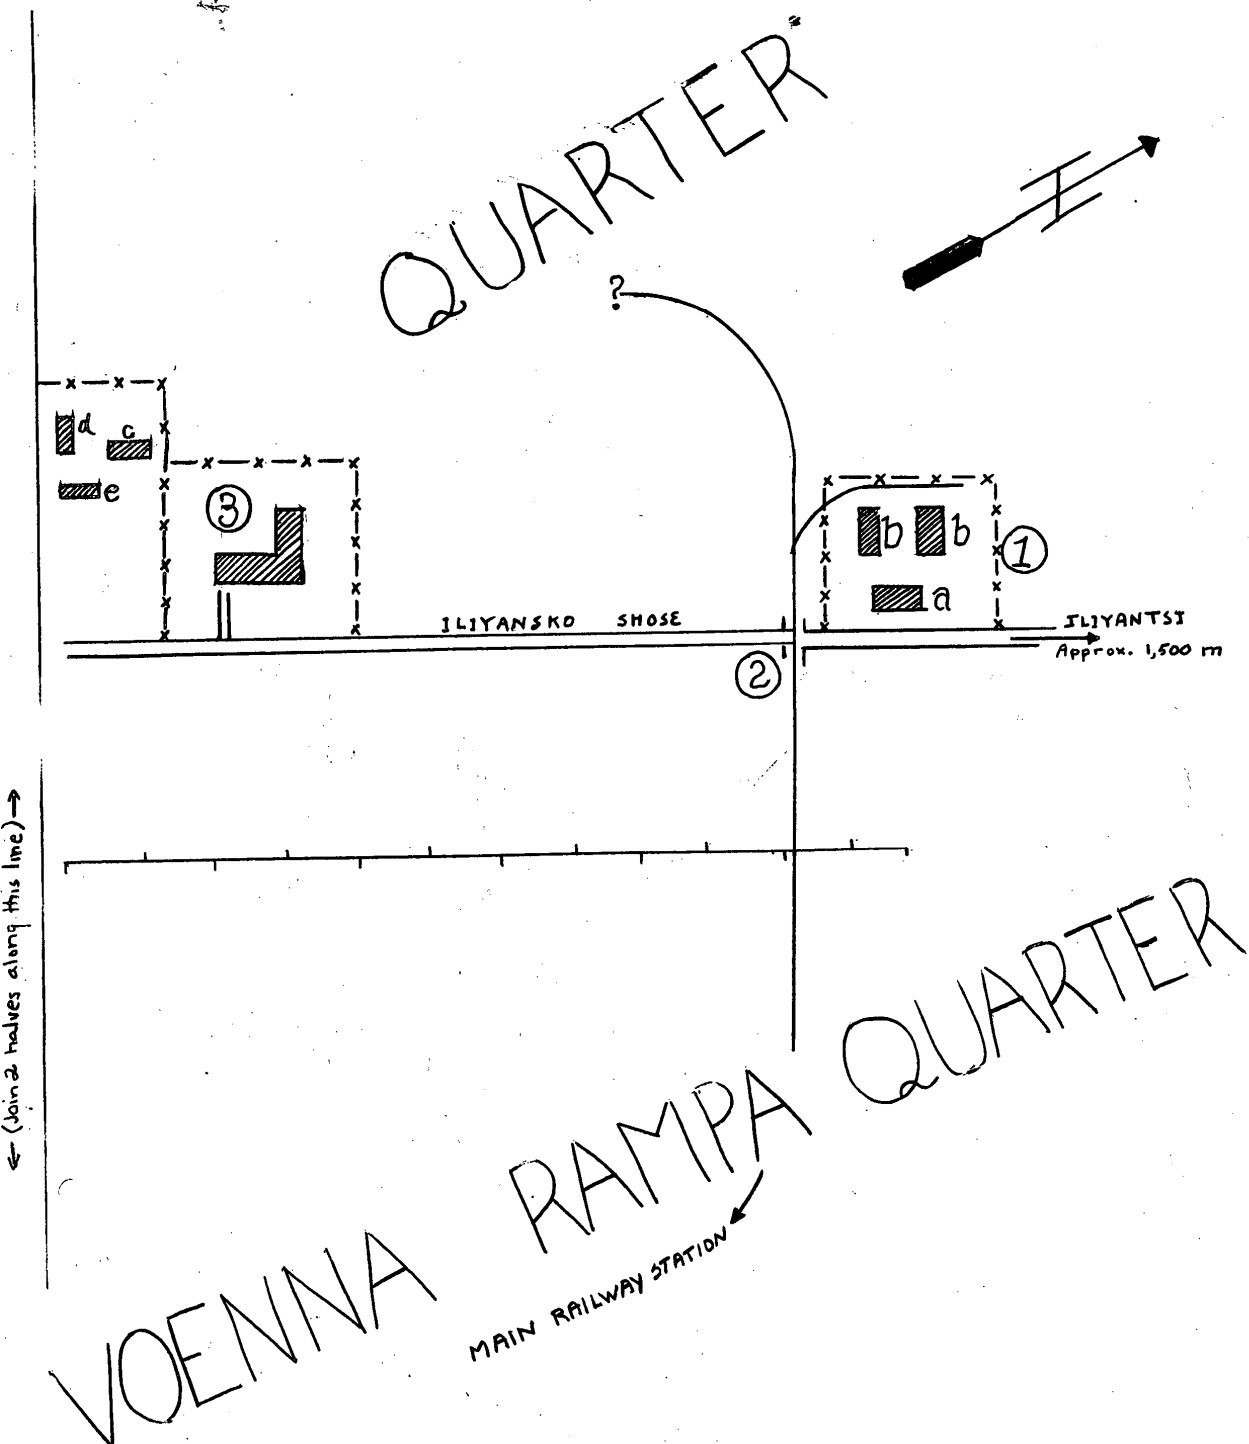 QUARTER
N
?
d
c
e
3
b
b
1
a
ILIYANSKO SHOSE
ILIYANTSI
Approx. 1,500 m
2
← (Join 2 halves along this line) →
VOENNA RAMPA QUARTER
MAIN RAILWAY STATION